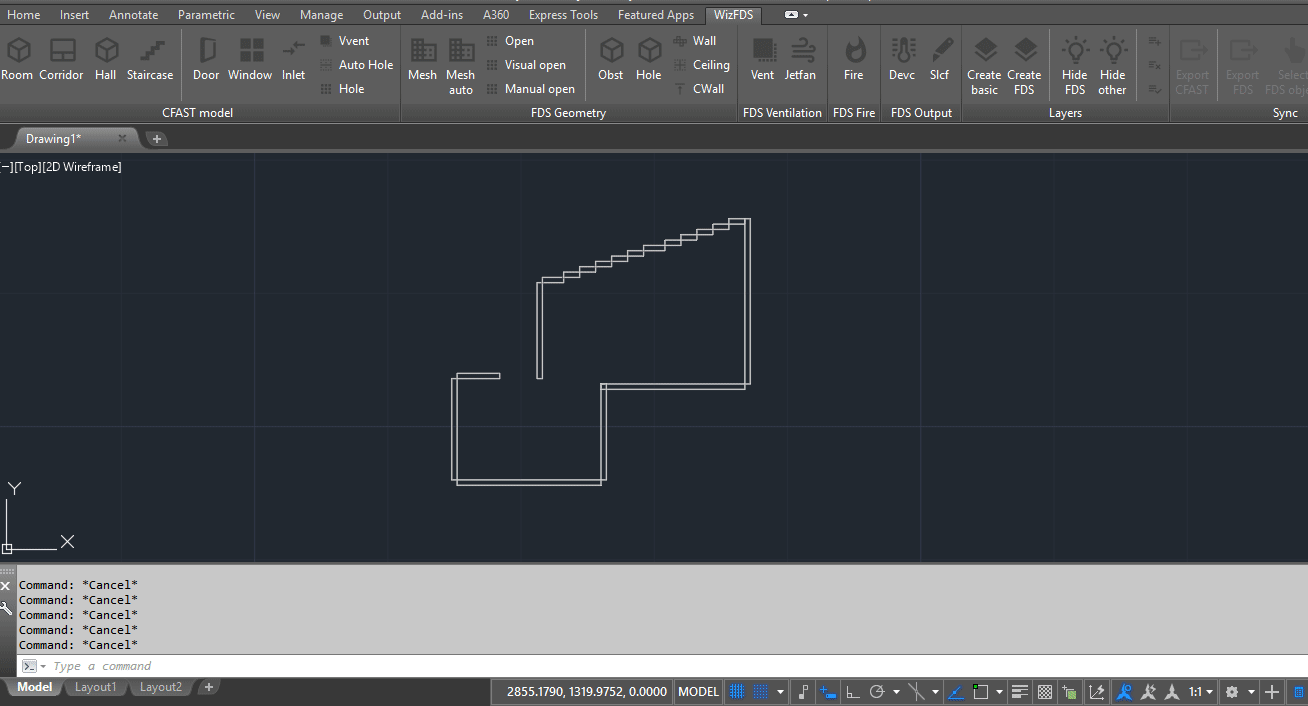 Home Insert Annotate Parametric View Manage Output Add-ins A360 Express Tools Featured Apps WizFDS
Room Corridor Hall Staircase Door Window Inlet
Vvent
Auto Hole
Hole
CFAST model
Mesh Mesh auto
Open
Visual open
Manual open
Obst Hole
Wall
Ceiling
CWall
FDS Geometry
Vent Jetfan
FDS Ventilation
Fire
FDS Fire
Devc Slcf
FDS Output
Create basic Create FDS Hide FDS Hide other
Layers
Export CFAST Export FDS Select
Sync
Drawing1*
[−][Top][2D Wireframe]
Y
X
Command: *Cancel*
Command: *Cancel*
Command: *Cancel*
Command: *Cancel*
Command: *Cancel*
Type a command
Model Layout1 Layout2 +
2855.1790, 1319.9752, 0.0000 MODEL 1:1